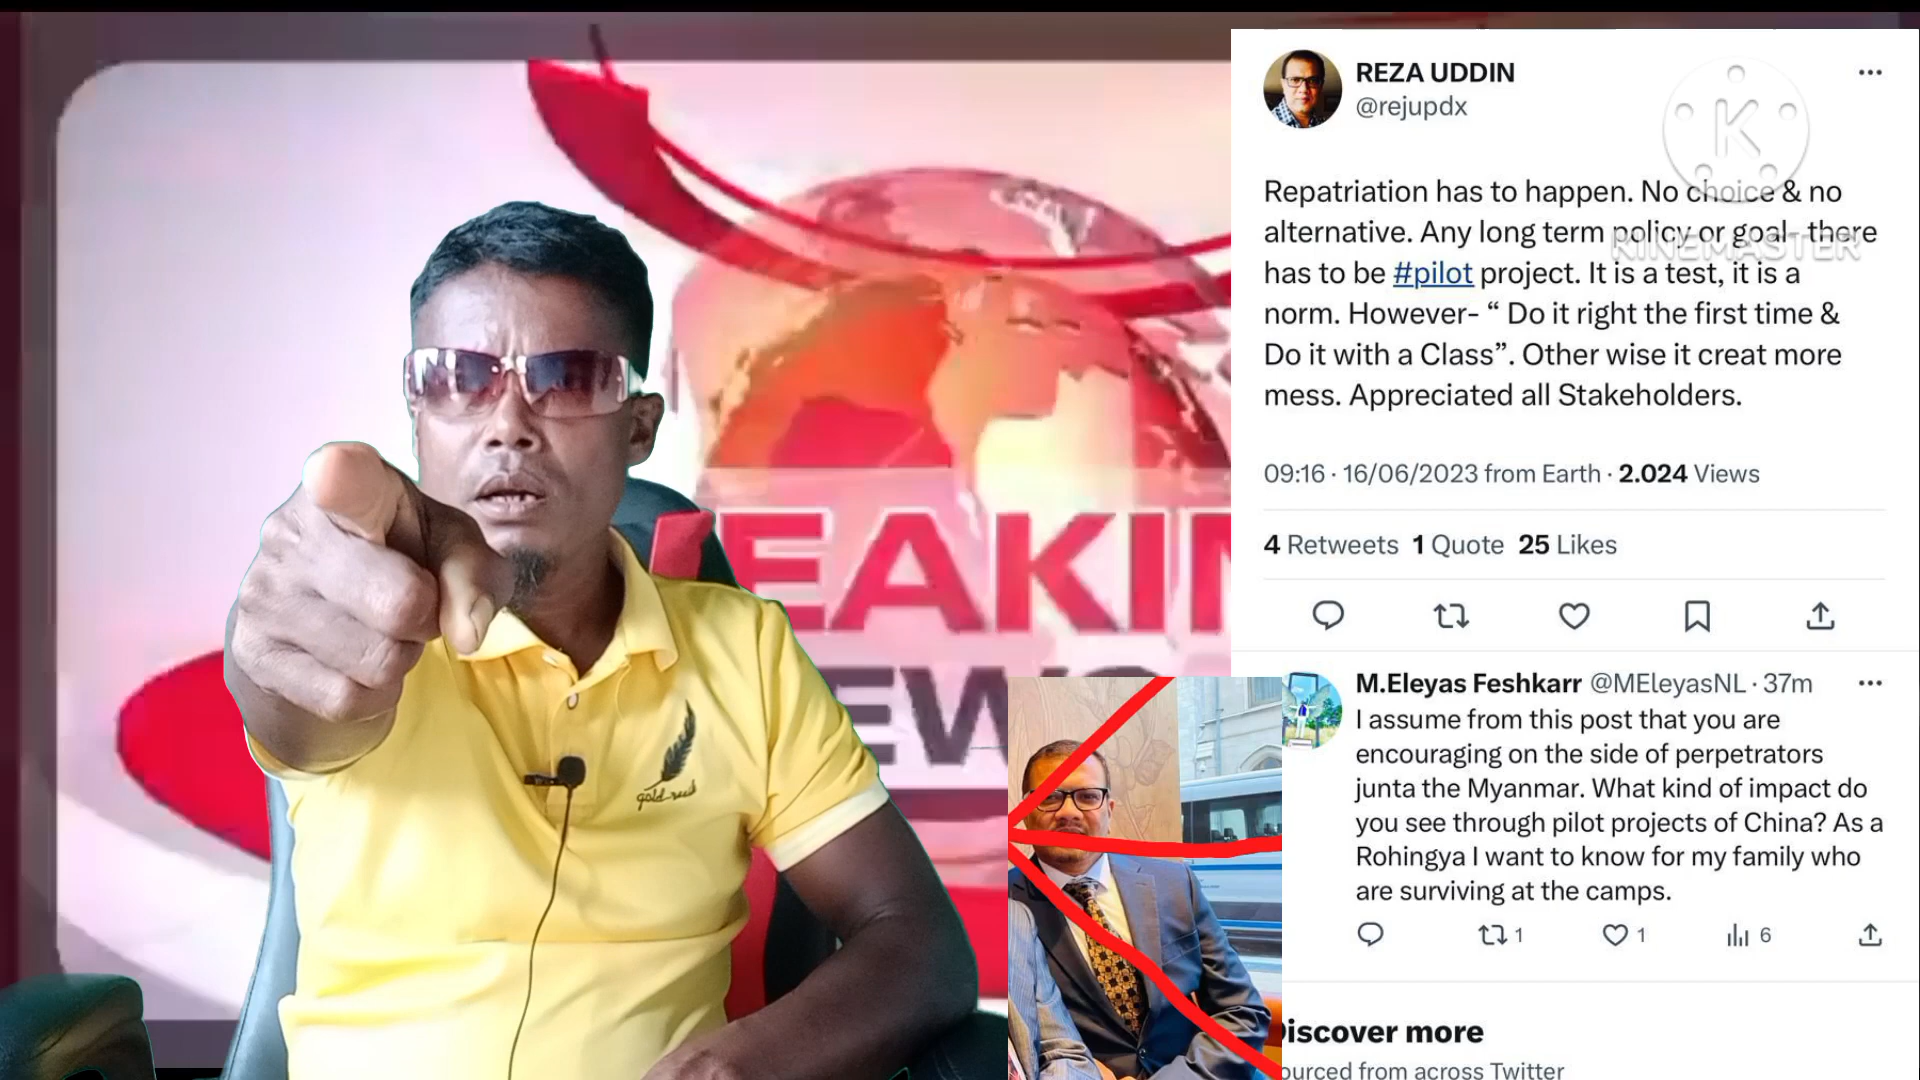 EAKIN
EWS
gold reed
REZA UDDIN
@rejupdx
KINEMASTER
Repatriation has to happen. No choice & no
alternative. Any long term policy or goal- there
has to be #pilot project. It is a test, it is a
norm. However- “ Do it right the first time &
Do it with a Class”. Other wise it creat more
mess. Appreciated all Stakeholders.
09:16 · 16/06/2023 from Earth · 2.024 Views
4 Retweets 1 Quote 25 Likes
M.Eleyas Feshkarr @MEleyasNL · 37m
I assume from this post that you are
encouraging on the side of perpetrators
junta the Myanmar. What kind of impact do
you see through pilot projects of China? As a
Rohingya I want to know for my family who
are surviving at the camps.
1 1 6
iscover more
ourced from across Twitter